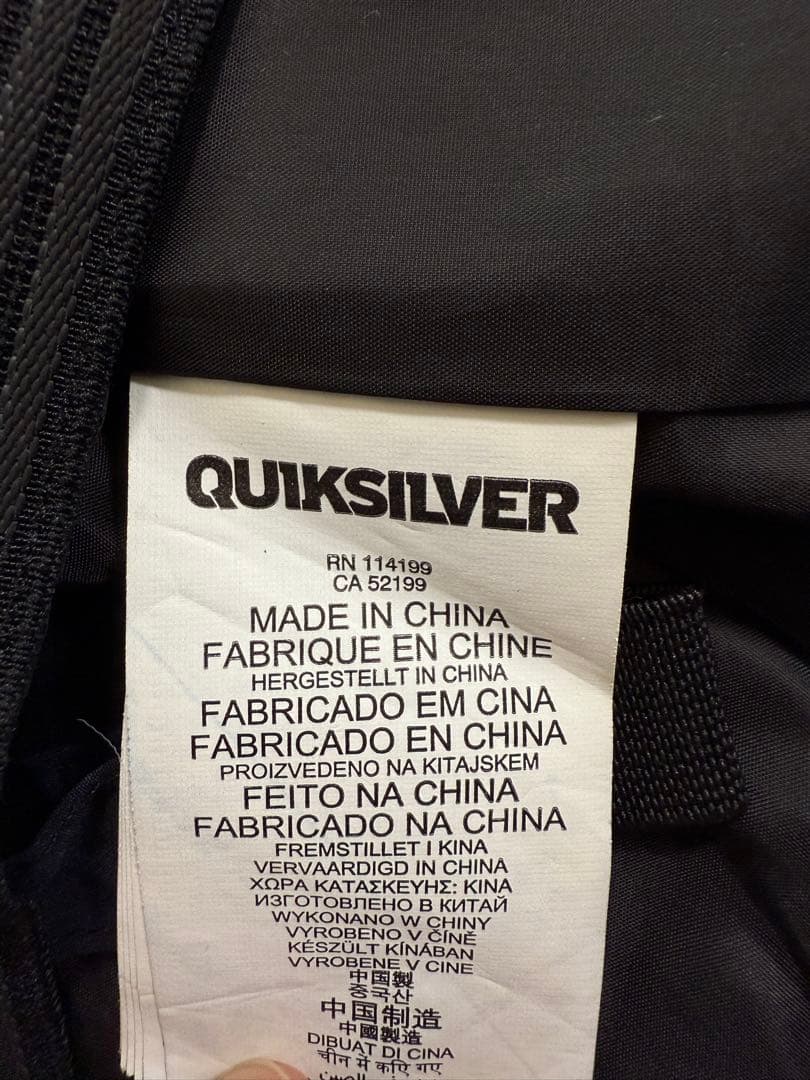 QUIKSILVER
RN 114199
CA 52199
MADE IN CHINA
FABRIQUE EN CHINE
HERGESTELLT IN CHINA
FABRICADO EM CINA
FABRICADO EN CHINA
PROIZVEDENO NA KITAJSKEM
FEITO NA CHINA
FABRICADO NA CHINA
FREMSTILLET I KINA
VERVAARDIGD IN CHINA
ΧΩΡΑ ΚΑΤΑΣΚΕΥΗΣ: ΚΙΝΑ
ИЗГОТОВЛЕНО В КИТАЙ
WYKONANO W CHINY
VYROBENO V ČÍNĚ
KÉSZÜLT KÍNÁBAN
VYROBENE V CINE
中国製
중국산
中国制造
中國製造
DIBUAT DI CINA
चीन में कए गए